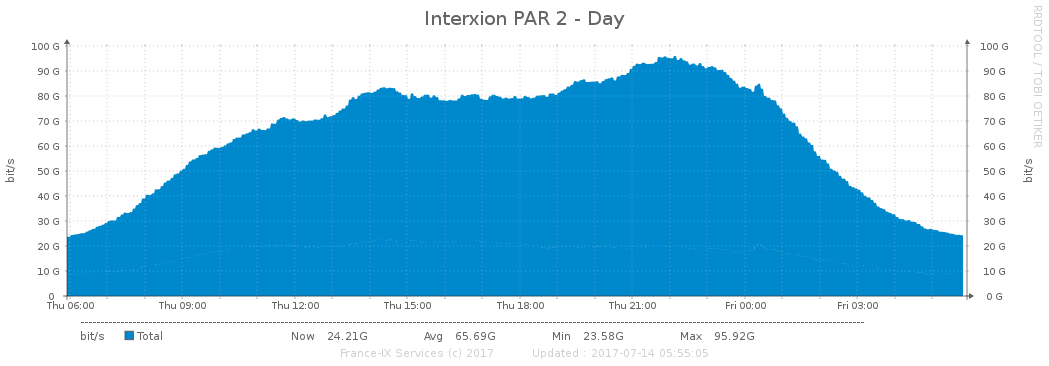 Interxion PAR 2 - Day
RRDTOOL / TOBI OETIKER
bit/s
bit/s
100 G 100 G
90 G 90 G
80 G 80 G
70 G 70 G
60 G 60 G
50 G 50 G
40 G 40 G
30 G 30 G
20 G 20 G
10 G 10 G
0 0 G
Thu 06:00 Thu 09:00 Thu 12:00 Thu 15:00 Thu 18:00 Thu 21:00 Fri 00:00 Fri 03:00
bit/s Total Now 24.21G Avg 65.69G Min 23.58G Max 95.92G
France-IX Services (c) 2017 Updated : 2017-07-14 05:55:05